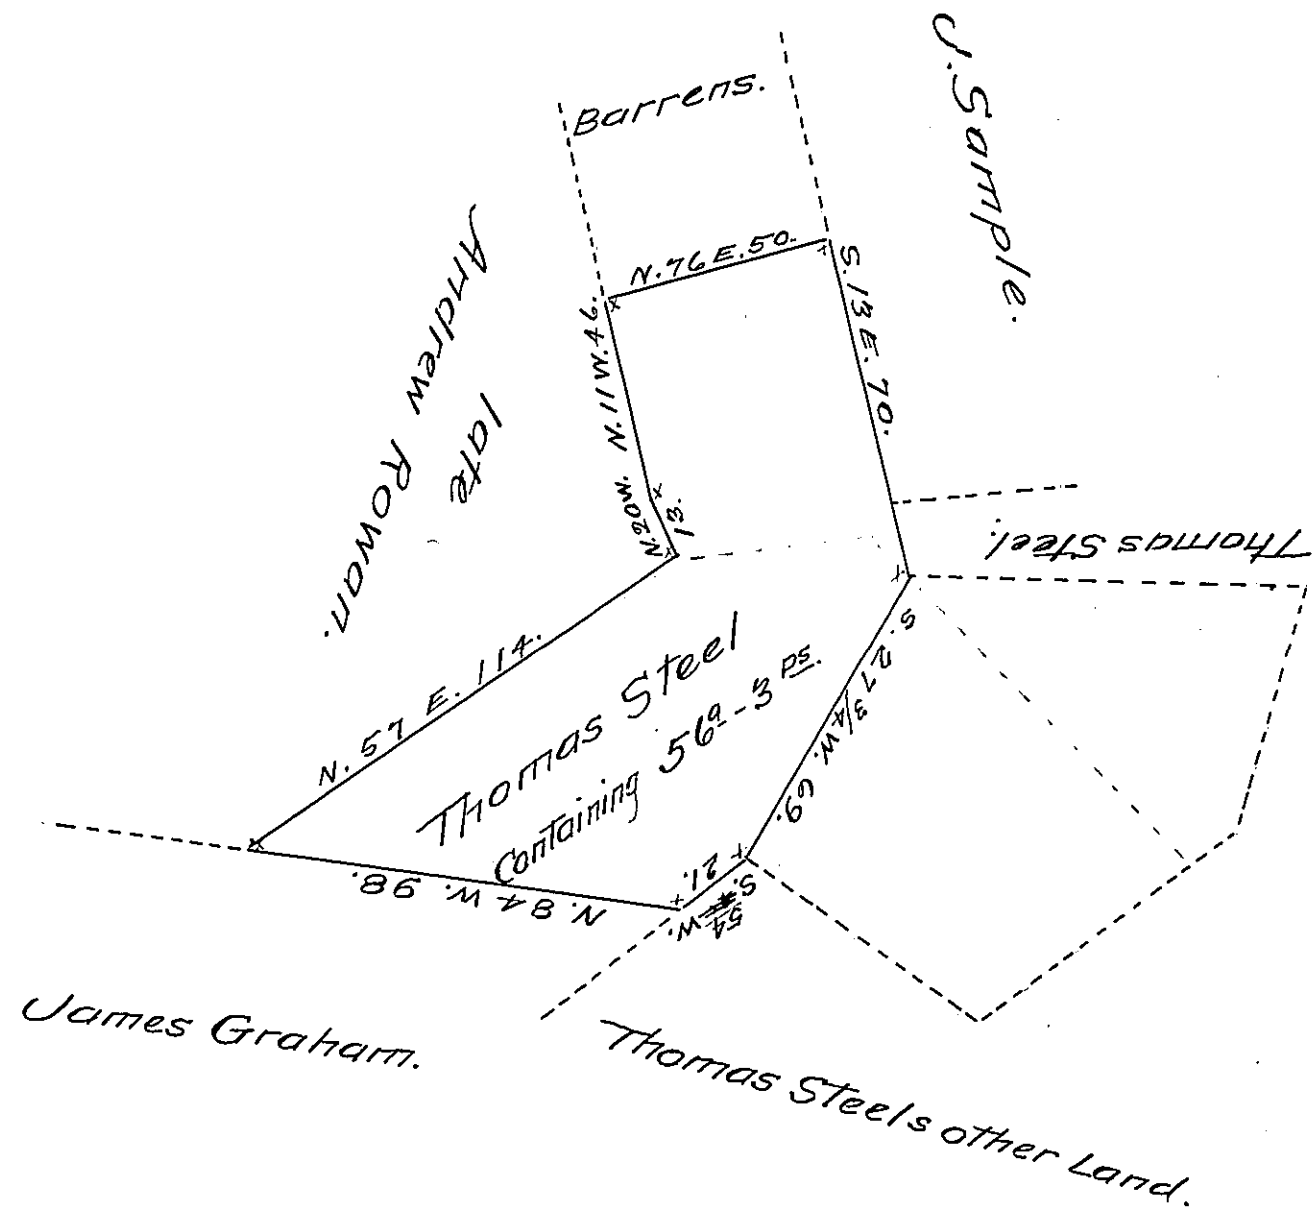 J. Sample.
Barrens.
N. 76 E. 50.
S. 13 E. 70.
N. 11 W. 46.
N. 20 W. 13.
late
Andrew Rowan.
Thomas Steel.
N. 57 E. 114.
Thomas Steel
Containing 56a - 3 ps.
S. 27 3/4 W. 69.
S. 54 W. 21.
N. 84 W. 98.
James Graham.
Thomas Steels other Land.